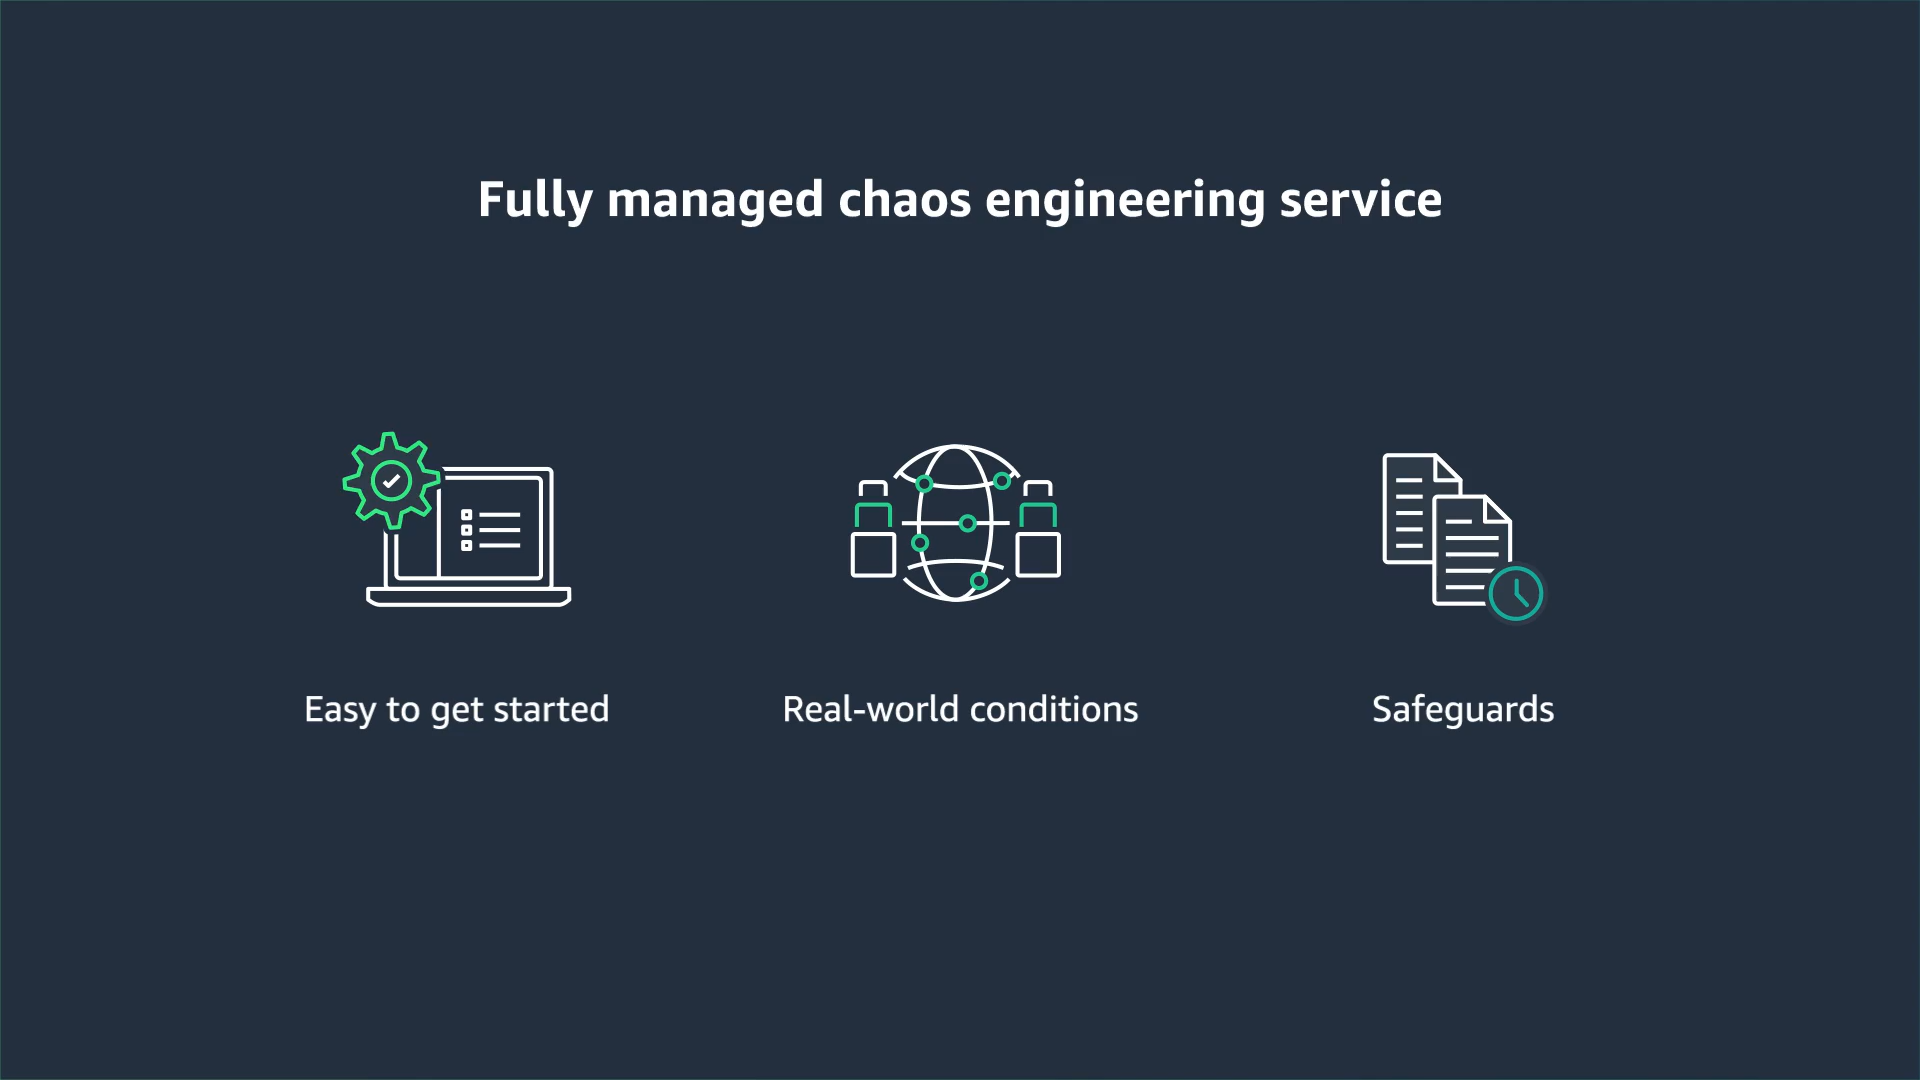 Fully managed chaos engineering service
Easy to get started
Real-world conditions
Safeguards